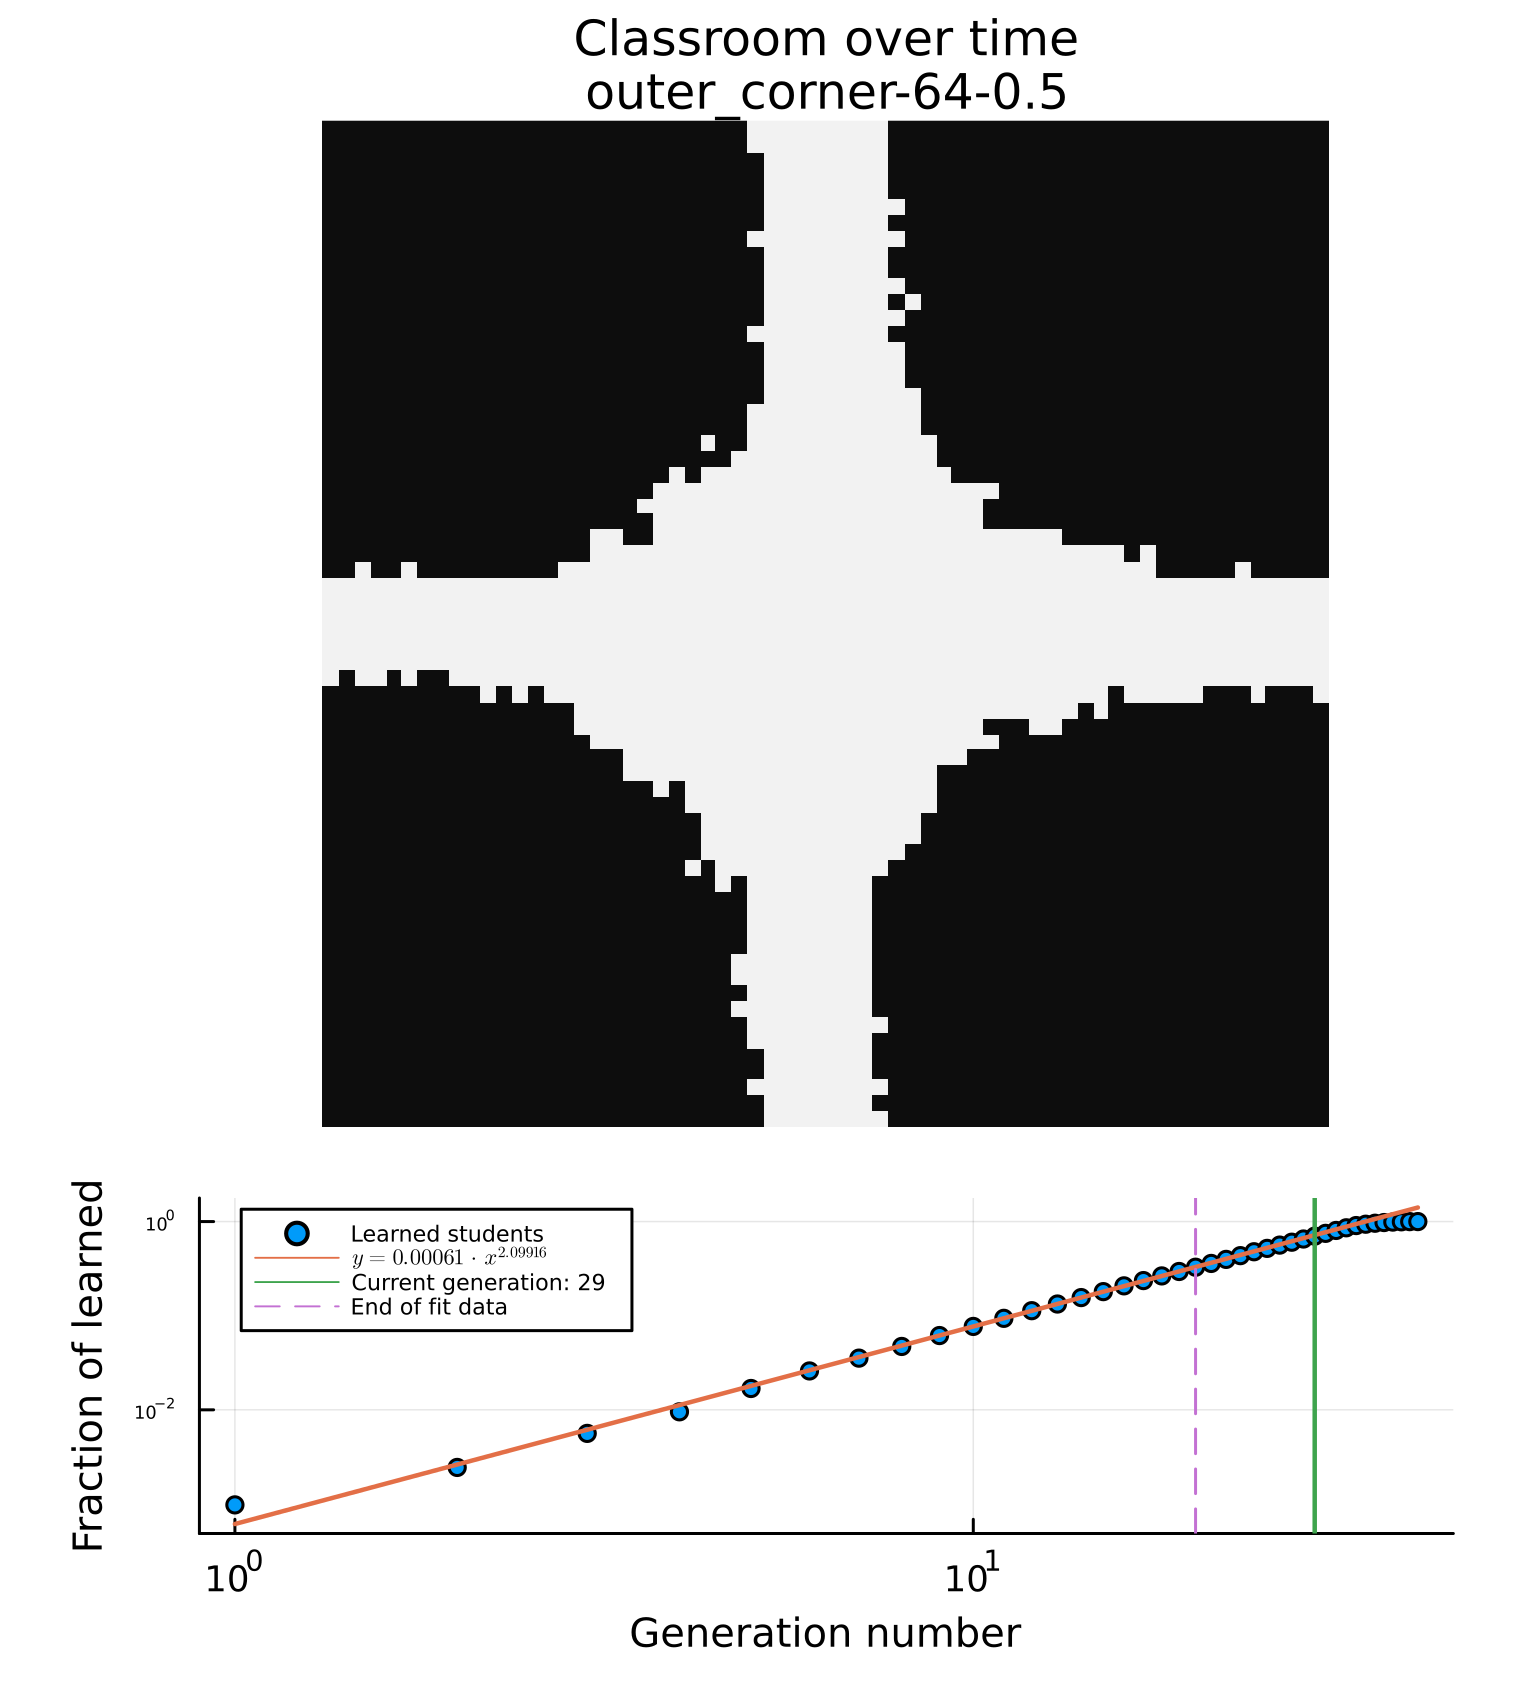 Classroom over time
outer_corner-64-0.5
Fraction of learned
10^0
10^-2
Learned students
y = 0.00061 · x^2.09916
Current generation: 29
End of fit data
10^0
10^1
Generation number